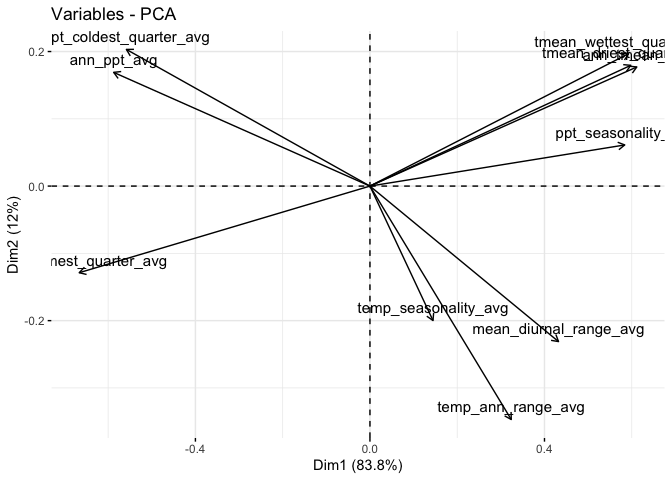 Variables - PCA
pt_coldest_quarter_avg
ann_ppt_avg
tmean_wettest_qua
ppt_seasonality_
nest_quarter_avg
temp_seasonality_avg
mean_diurnal_range_avg
temp_ann_range_avg
0.2
0.0
-0.2
-0.4
0.0
0.4
Dim1 (83.8%)
Dim2 (12%)